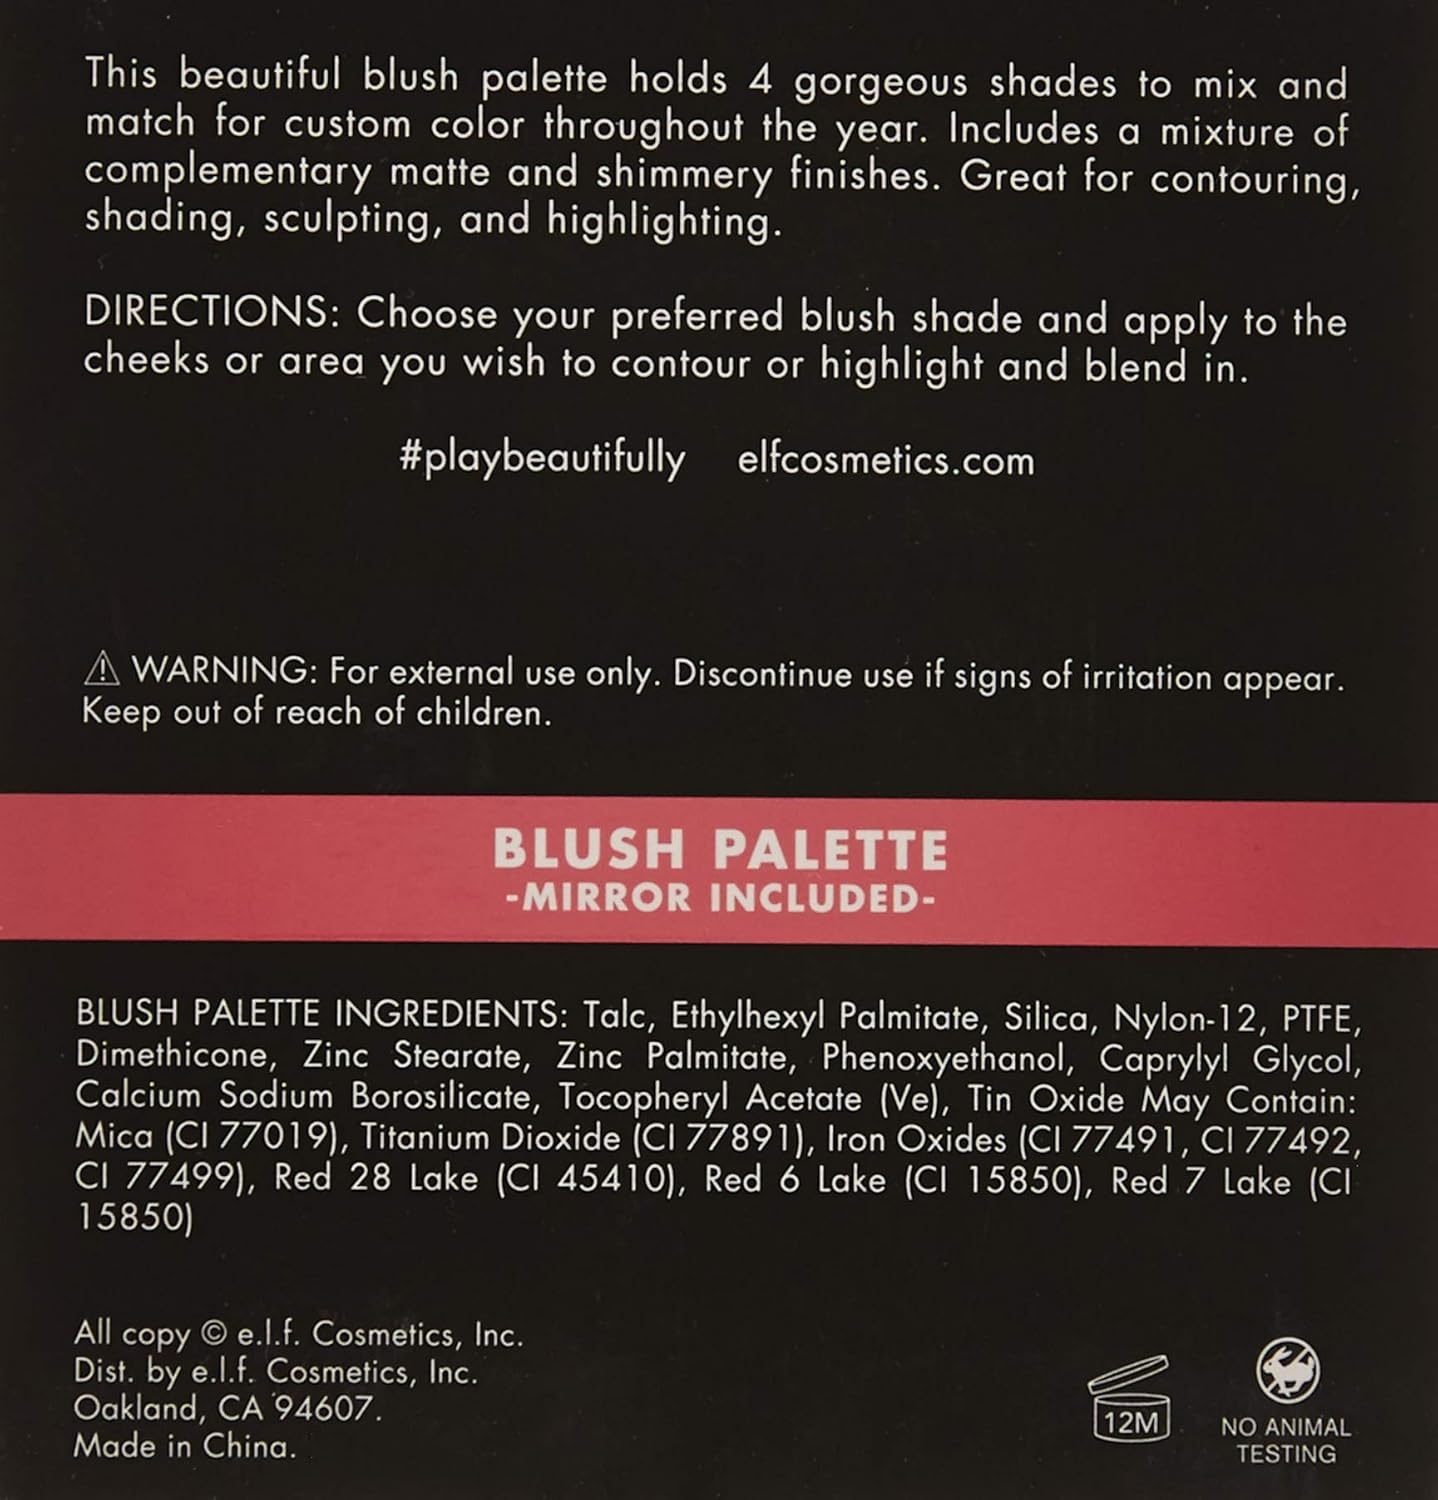 This beautiful blush palette holds 4 gorgeous shades to mix and
match for custom color throughout the year. Includes a mixture of
complementary matte and shimmery finishes. Great for contouring,
shading, sculpting, and highlighting.
DIRECTIONS: Choose your preferred blush shade and apply to the
cheeks or area you wish to contour or highlight and blend in.
#playbeautifully elfcosmetics.com
⚠ WARNING: For external use only. Discontinue use if signs of irritation appear.
Keep out of reach of children.
BLUSH PALETTE
-MIRROR INCLUDED-
BLUSH PALETTE INGREDIENTS: Talc, Ethylhexyl Palmitate, Silica, Nylon-12, PTFE,
Dimethicone, Zinc Stearate, Zinc Palmitate, Phenoxyethanol, Caprylyl Glycol,
Calcium Sodium Borosilicate, Tocopheryl Acetate (Ve), Tin Oxide May Contain:
Mica (CI 77019), Titanium Dioxide (CI 77891), Iron Oxides (CI 77491, CI 77492,
CI 77499), Red 28 Lake (CI 45410), Red 6 Lake (CI 15850), Red 7 Lake (CI
15850)
All copy © e.l.f. Cosmetics, Inc.
Dist. by e.l.f. Cosmetics, Inc.
Oakland, CA 94607.
Made in China.
12M
NO ANIMAL
TESTING